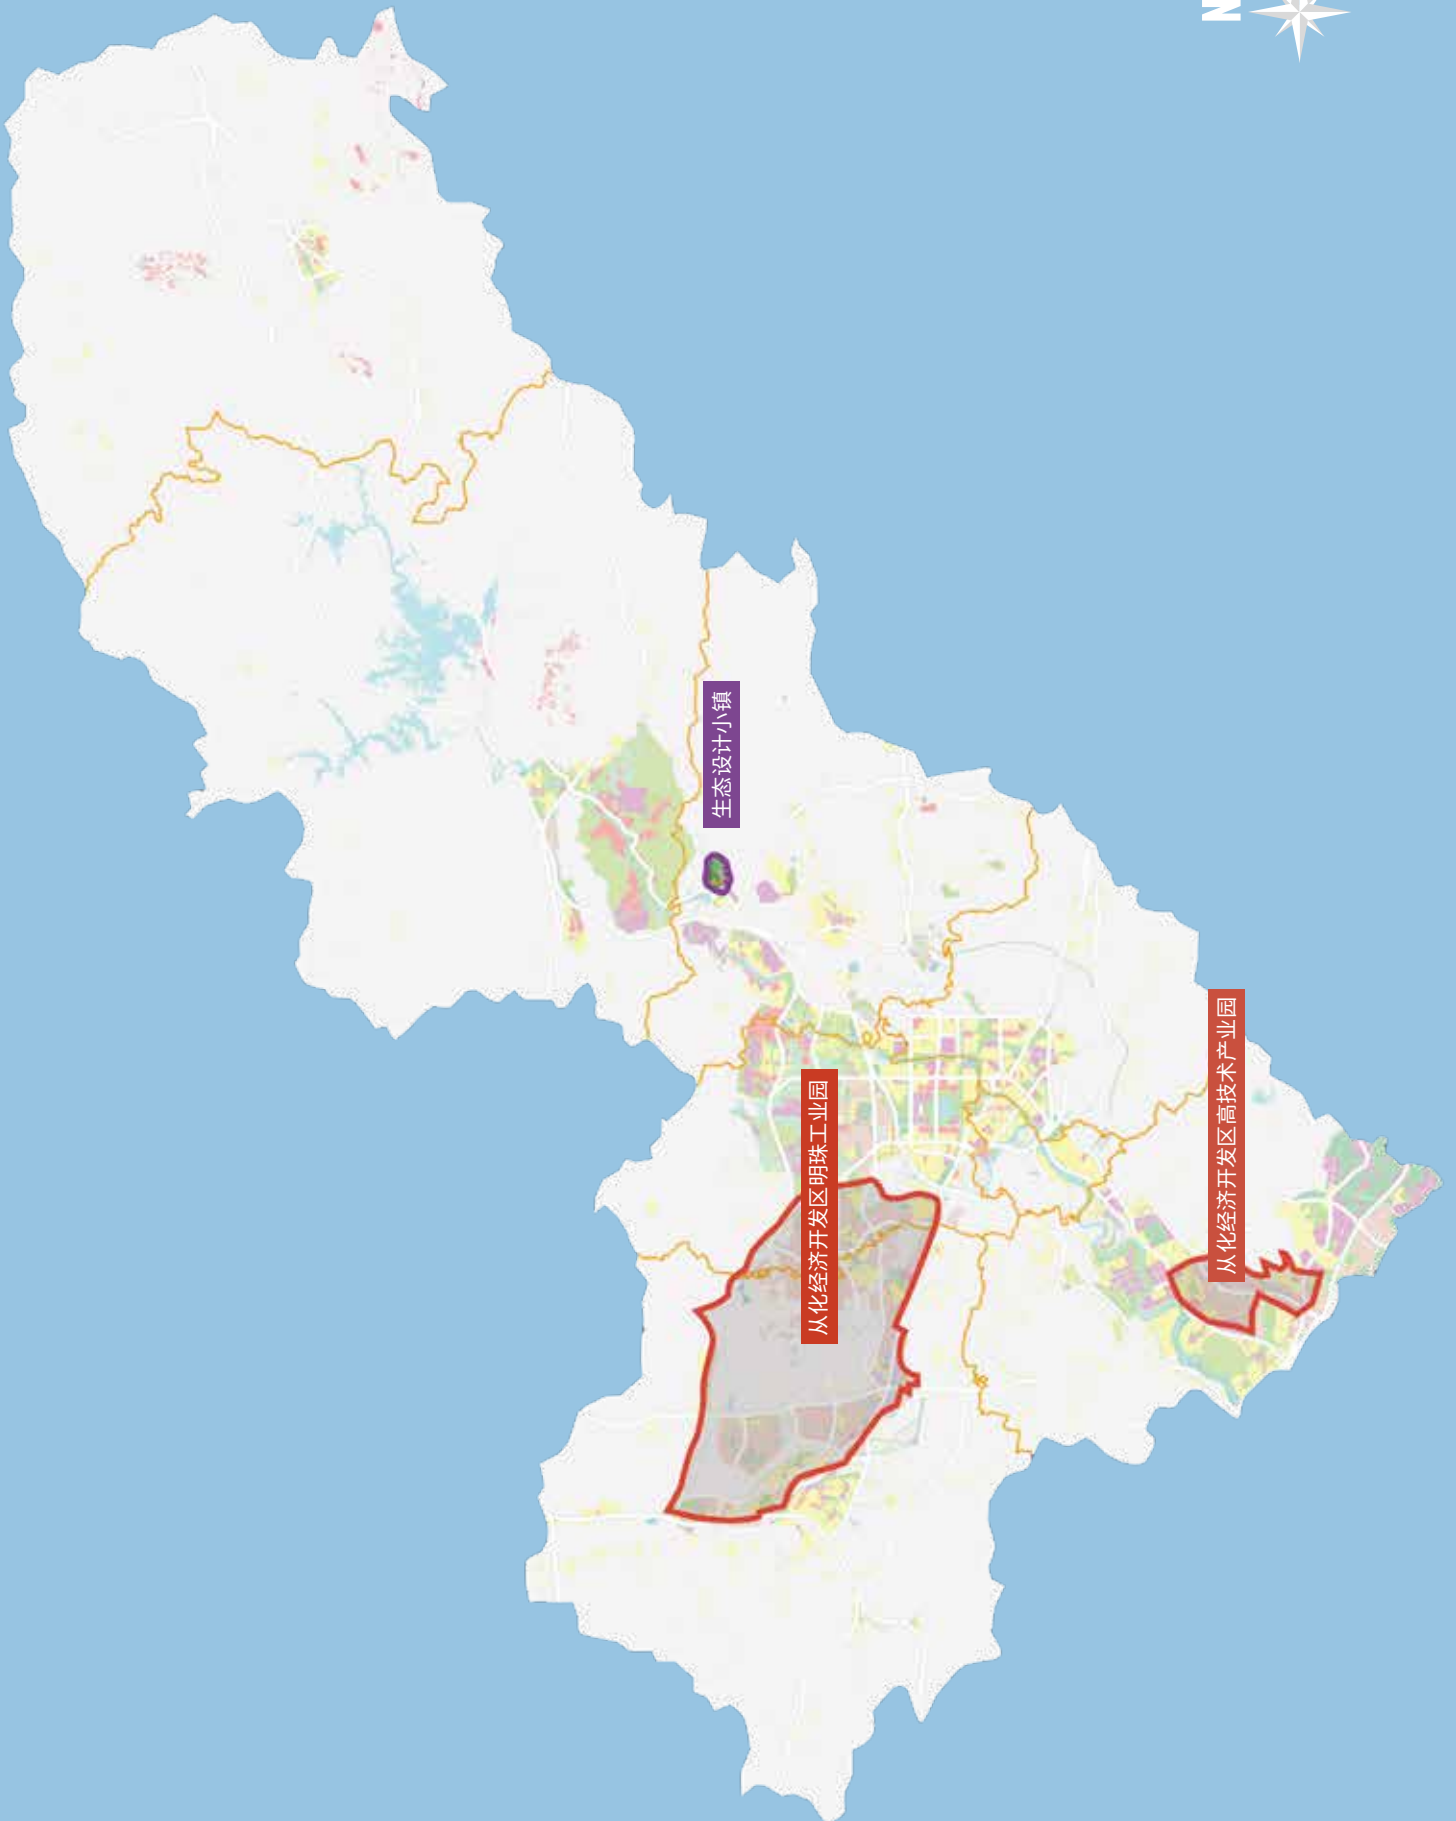 N
生态设计小镇
从化经济开发区明珠工业园
从化经济开发区高技术产业园